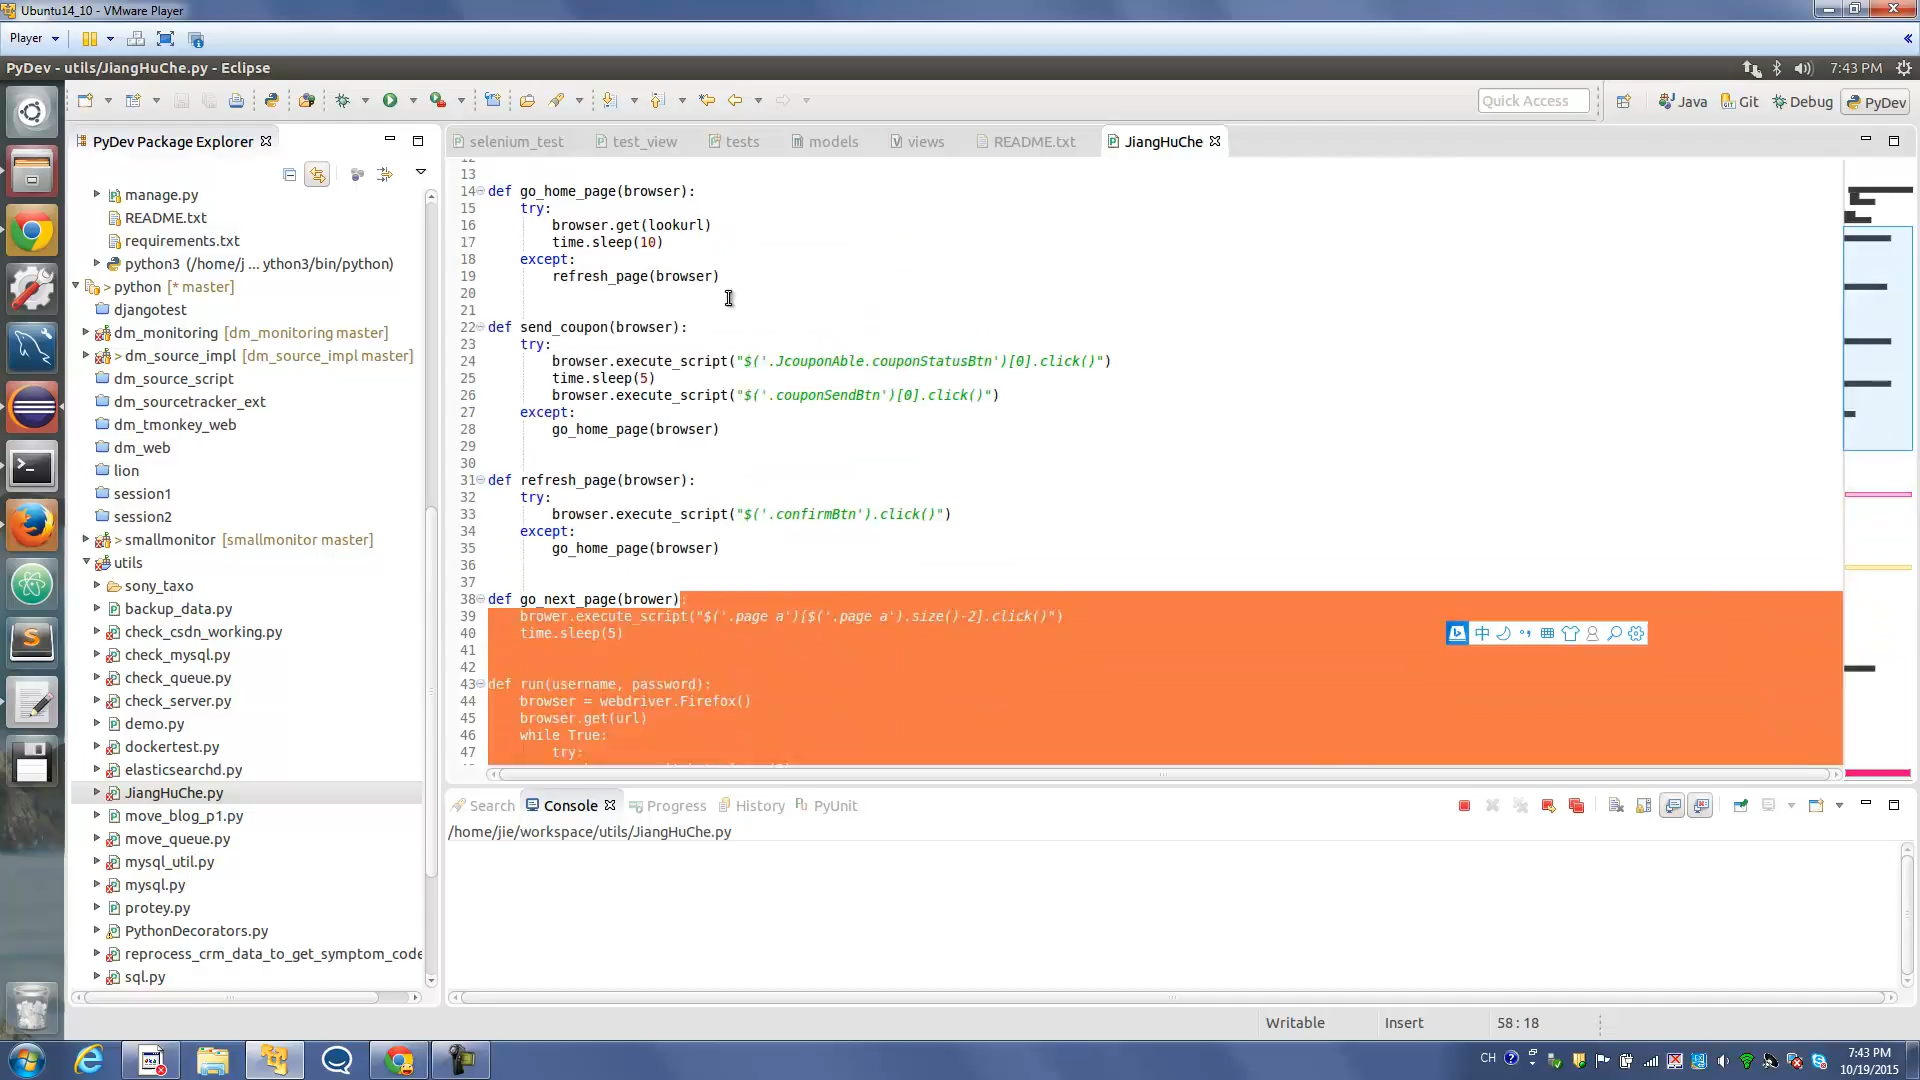 Ubuntu14_10 - VMware Player
Player
PyDev - utils/JiangHuChe.py - Eclipse
7:43 PM
Quick Access
Java
Git
Debug
PyDev
PyDev Package Explorer
manage.py
README.txt
requirements.txt
python3 (/home/j ... ython3/bin/python)
> python [* master]
djangotest
dm_monitoring [dm_monitoring master]
> dm_source_impl [dm_source_impl master]
dm_source_script
dm_sourcetracker_ext
dm_tmonkey_web
dm_web
lion
session1
session2
> smallmonitor [smallmonitor master]
utils
sony_taxo
backup_data.py
check_csdn_working.py
check_mysql.py
check_queue.py
check_server.py
demo.py
dockertest.py
elasticsearchd.py
JiangHuChe.py
move_blog_p1.py
move_queue.py
mysql_util.py
mysql.py
protey.py
PythonDecorators.py
reprocess_crm_data_to_get_symptom_code
sql.py
selenium_test
test_view
tests
models
views
README.txt
JiangHuChe
13
14 def go_home_page(browser):
15 try:
16 browser.get(lookurl)
17 time.sleep(10)
18 except:
19 refresh_page(browser)
20
21
22 def send_coupon(browser):
23 try:
24 browser.execute_script("$('.JcouponAble.couponStatusBtn')[0].click()")
25 time.sleep(5)
26 browser.execute_script("$('.couponSendBtn')[0].click()")
27 except:
28 go_home_page(browser)
29
30
31 def refresh_page(browser):
32 try:
33 browser.execute_script("$('.confirmBtn').click()")
34 except:
35 go_home_page(browser)
36
37
38 def go_next_page(brower):
39 brower.execute_script("$('.page a')[$('.page a').size()-2].click()")
40 time.sleep(5)
41
42
43 def run(username, password):
44 browser = webdriver.Firefox()
45 browser.get(url)
46 while True:
47 try:
中
Search
Console
Progress
History
PyUnit
/home/jie/workspace/utils/JiangHuChe.py
Writable
Insert
58 : 18
CH
7:43 PM
10/19/2015